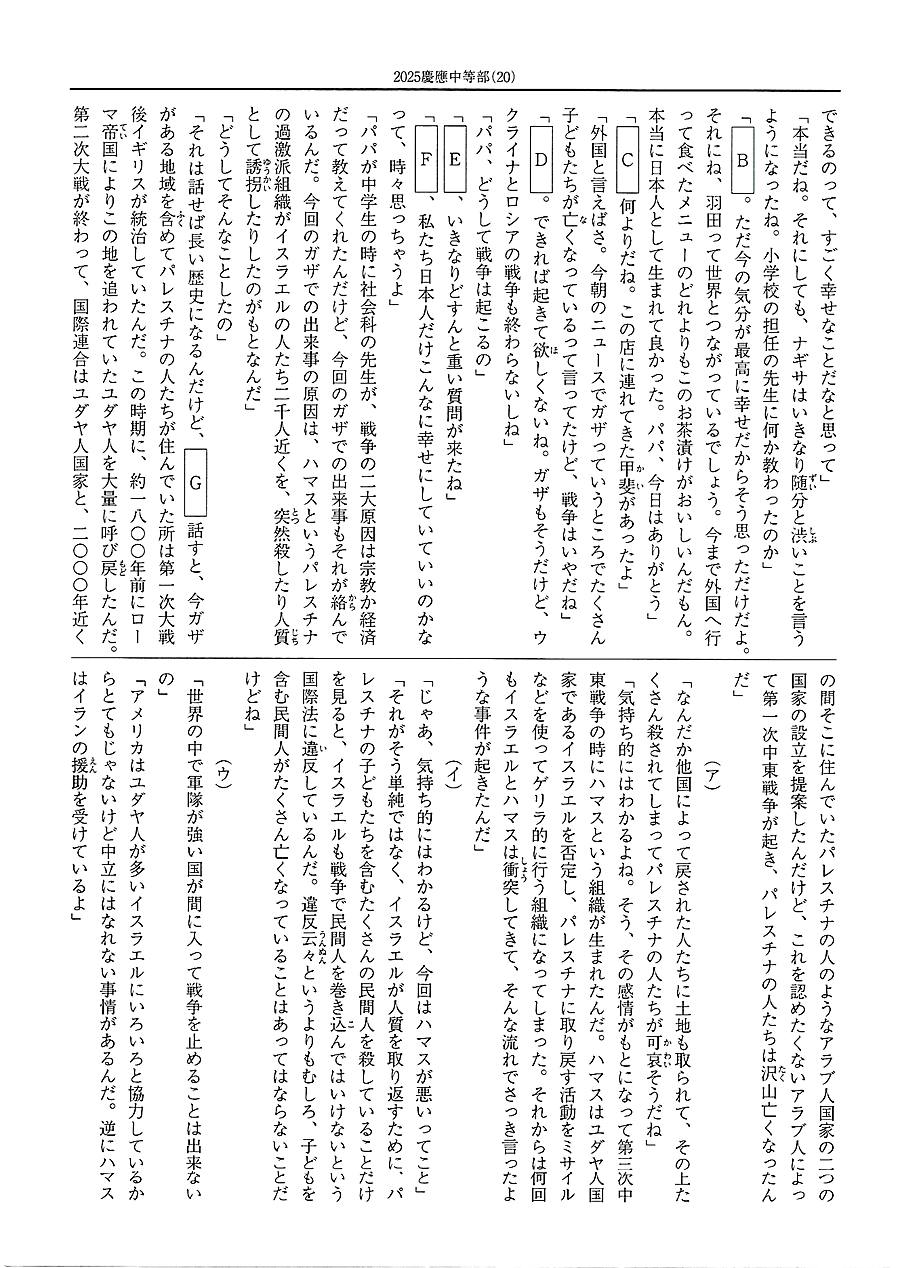 2025慶應中等部(20)
できるのって、すごく幸せなことだなと思って」
「本当だね。それにしても、ナギサはいきなり随分と渋いことを言う
ようになったね。小学校の担任の先生に何か教わったのか」
「B。ただ今の気分が最高に幸せだからそう思っただけだよ。
それにね、羽田って世界とつながっているでしょう。今まで外国へ行
って食べたメニューのどれよりもこのお茶漬けがおいしいんだもん。
本当に日本人として生まれて良かった。パパ、今日はありがとう」
「C何よりだね。この店に連れてきた甲斐があったよ」
「外国と言えばさ。今朝のニュースでガザっていうところでたくさん
子どもたちが亡くなっているって言ってたけど、戦争はいやだね」
「D。できれば起きて欲しくないね。ガザもそうだけど、ウ
クライナとロシアの戦争も終わらないしね」
「パパ、どうして戦争は起こるの」
「E、いきなりどすんと重い質問が来たね」
「F、私たち日本人だけこんなに幸せにしていていいのかな
って、時々思っちゃうよ」
「パパが中学生の時に社会科の先生が、戦争の二大原因は宗教か経済
だって教えてくれたんだけど、今回のガザでの出来事もそれが絡んで
いるんだ。今回のガザでの出来事の原因は、ハマスというパレスチナ
の過激派組織がイスラエルの人たち二千人近くを、突然殺したり人質
として誘拐したりしたのがもとなんだ」
「どうしてそんなことしたの」
「それは話せば長い歴史になるんだけど、G話すと、今ガザ
がある地域を含めてパレスチナの人たちが住んでいた所は第一次大戦
後イギリスが統治していたんだ。この時期に、約一八〇〇年前にロー
マ帝国によりこの地を追われていたユダヤ人を大量に呼び戻したんだ。
第二次大戦が終わって、国際連合はユダヤ人国家と、二〇〇〇年近く
の間そこに住んでいたパレスチナの人のようなアラブ人国家の二つの
国家の設立を提案したんだけど、これを認めたくないアラブ人によっ
て第一次中東戦争が起き、パレスチナの人たちは沢山亡くなったん
だ」
(ア)
「なんだか他国によって戻された人たちに土地も取られて、その上た
くさん殺されてしまってパレスチナの人たちが可哀そうだね」
「気持ち的にはわかるよね。そう、その感情がもとになって第三次中
東戦争の時にハマスという組織が生まれたんだ。ハマスはユダヤ人国
家であるイスラエルを否定し、パレスチナに取り戻す活動をミサイル
などを使ってゲリラ的に行う組織になってしまった。それからは何回
もイスラエルとハマスは衝突してきて、そんな流れでさっき言ったよ
うな事件が起きたんだ」
(イ)
「じゃあ、気持ち的にはわかるけど、今回はハマスが悪いってこと」
「それがそう単純ではなく、イスラエルが人質を取り返すために、パ
レスチナの子どもたちを含むたくさんの民間人を殺していることだけ
を見ると、イスラエルも戦争で民間人を巻き込んではいけないという
国際法に違反しているんだ。違反云々というよりもむしろ、子どもを
含む民間人がたくさん亡くなっていることはあってはならないことだ
けどね」
(ウ)
「世界の中で軍隊が強い国が間に入って戦争を止めることは出来ない
の」
「アメリカはユダヤ人が多いイスラエルにいろいろと協力しているか
らとてもじゃないけど中立にはなれない事情があるんだ。逆にハマス
はイランの援助を受けているよ」